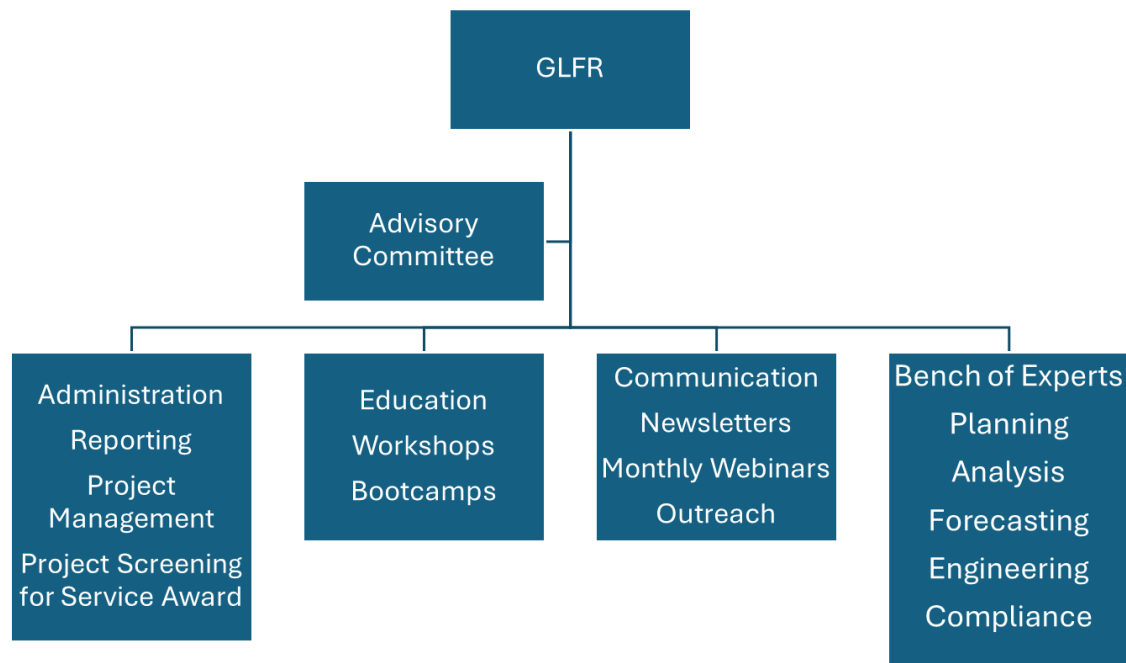 GLFR
Advisory
Committee
Administration
Reporting
Project
Management
Project Screening
for Service Award
Education
Workshops
Bootcamps
Communication
Newsletters
Monthly Webinars
Outreach
Bench of Experts
Planning
Analysis
Forecasting
Engineering
Compliance